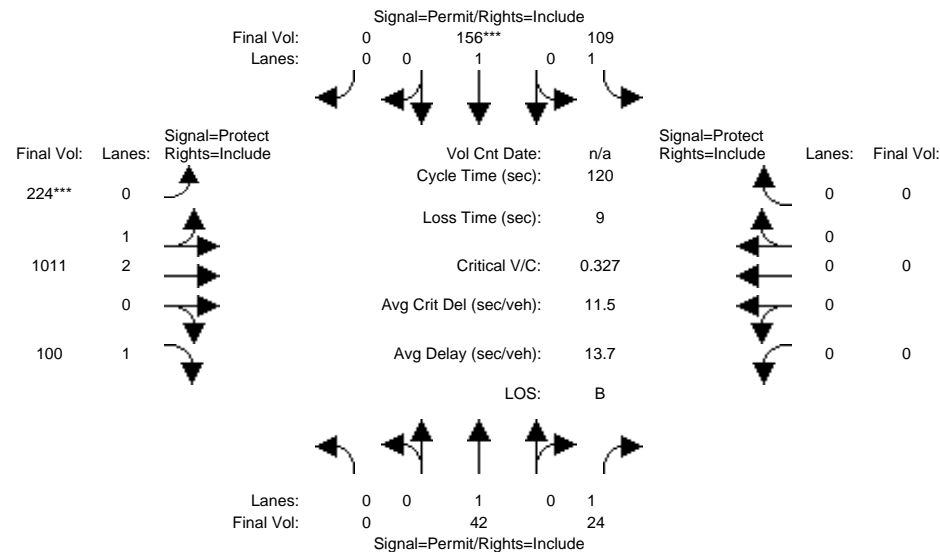 Signal=Permit/Rights=Include
Final Vol: 0 156*** 109
Lanes: 0 0 1 0 1
Signal=Protect
Final Vol: Lanes: Rights=Include
Vol Cnt Date: n/a
Signal=Protect
Rights=Include Lanes: Final Vol:
224*** 0
Cycle Time (sec): 120
0 0
Loss Time (sec): 9
1
0
1011 2
Critical V/C: 0.327
0 0
0
Avg Crit Del (sec/veh): 11.5
0
100 1
Avg Delay (sec/veh): 13.7
0 0
LOS: B
Lanes: 0 0 1 0 1
Final Vol: 0 42 24
Signal=Permit/Rights=Include